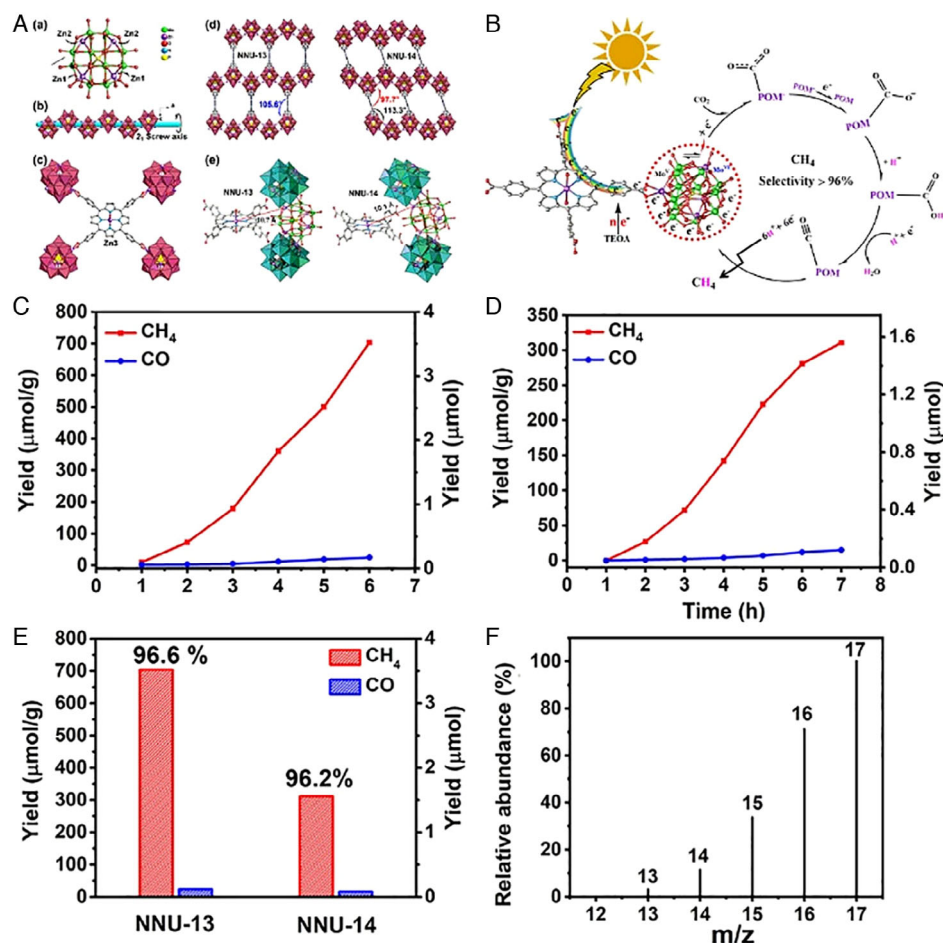 A
(a)
Zn2
Zn2
Zn1
Zn1
(b)
2₁ Screw axis
(c)
Zn3
(d)
NNU-13
NNU-14
105.6°
97.7°
113.3°
(e)
NNU-13
NNU-14
B
CO₂
POM
POM
e⁻
POM
POM
CH₄
Selectivity > 96%
POM
POM
H₂O
CH₄
n e⁻
TEOA
C
Yield (μmol/g)
800
700
600
500
400
300
200
100
0
CH₄
CO
4
3
2
1
0
Yield (μmol)
0 1 2 3 4 5 6 7
D
Yield (μmol/g)
350
300
250
200
150
100
50
0
CH₄
CO
1.6
1.2
0.8
0.4
0.0
Yield (μmol)
0 1 2 3 4 5 6 7 8
Time (h)
E
Yield (μmol/g)
800
700
600
500
400
300
200
100
0
96.6 %
96.2%
CH₄
CO
4
3
2
1
0
Yield (μmol)
NNU-13
NNU-14
F
Relative abundance (%)
100
80
60
40
20
0
13
14
15
16
17
12 13 14 15 16 17
m/z